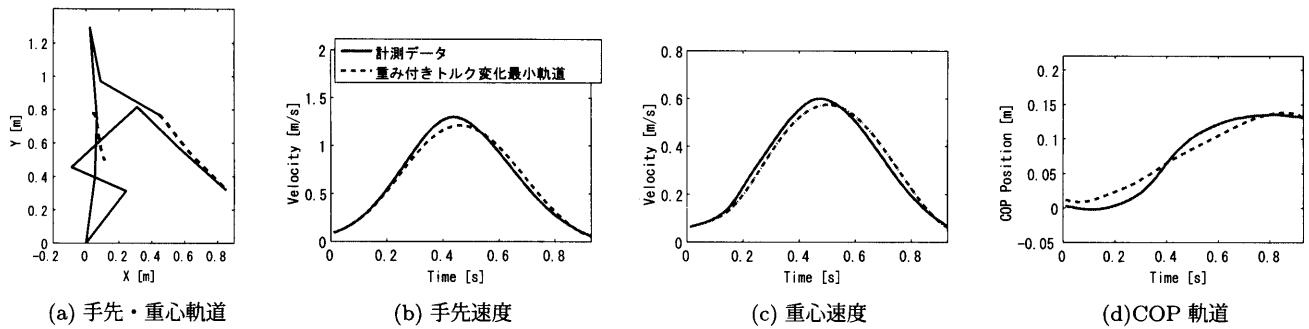 1.2
1
0.8
0.6
0.4
0.2
0
Y [m]
-0.2 0 0.2 0.4 0.6 0.8
X [m]
(a) 手先・重心軌道
計測データ
重み付きトルク変化最小軌道
2
1.5
1
0.5
0
Velocity [m/s]
0 0.2 0.4 0.6 0.8
Time [s]
(b) 手先速度
0.8
0.6
0.4
0.2
0
Velocity [m/s]
0 0.2 0.4 0.6 0.8
Time [s]
(c) 重心速度
0.2
0.15
0.1
0.05
0
-0.05
COP Position [m]
0 0.2 0.4 0.6 0.8
Time [s]
(d)COP 軌道